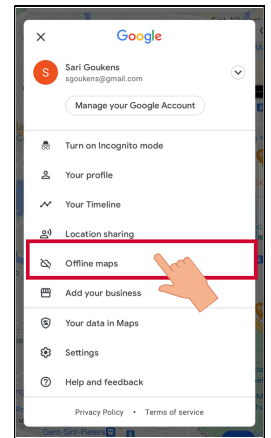 Google
S
Sari Goukens
sgoukens@gmail.com
Manage your Google Account
Turn on Incognito mode
Your profile
Your Timeline
Location sharing
Offline maps
Add your business
Your data in Maps
Settings
Help and feedback
Privacy Policy • Terms of service
Gent-Sint-Pieters